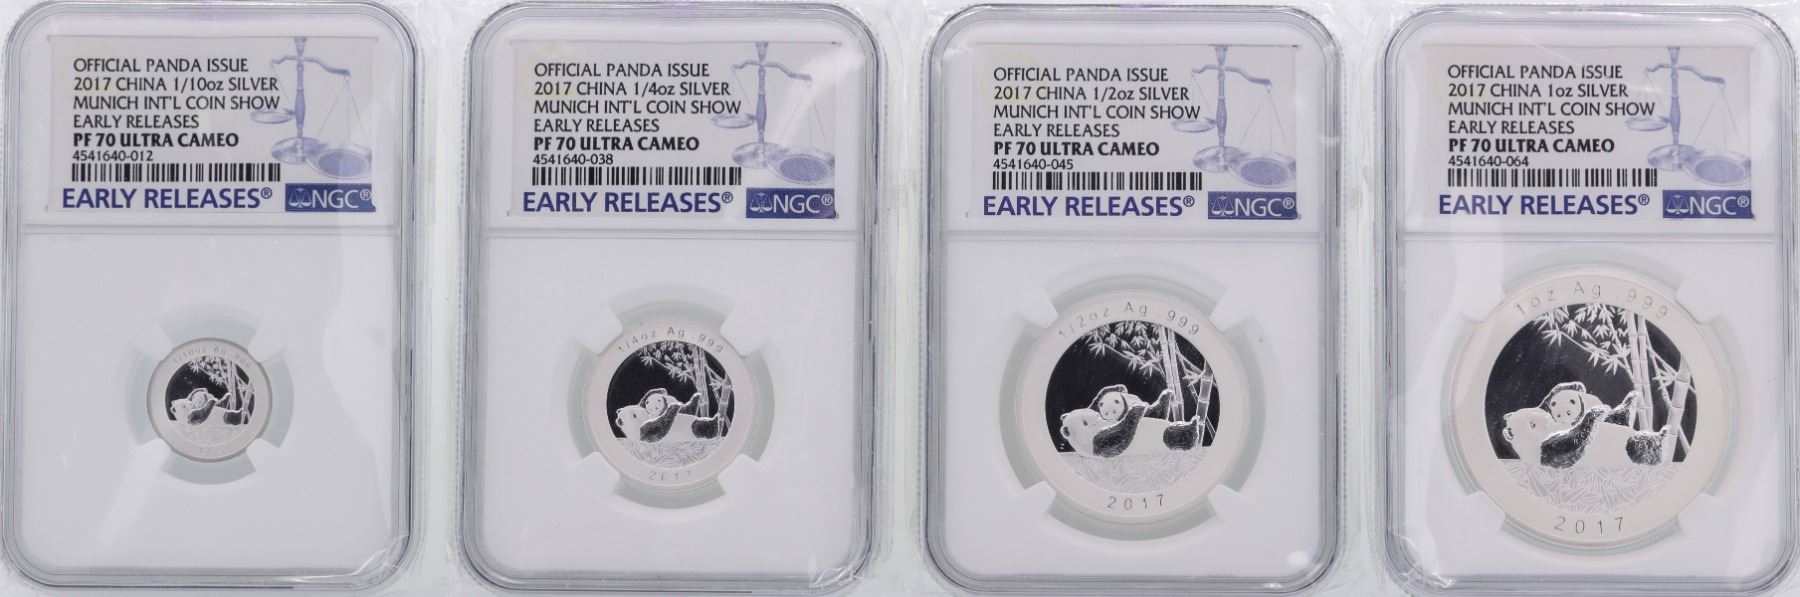 OFFICIAL PANDA ISSUE
2017 CHINA 1/10oz SILVER
MUNICH INT'L COIN SHOW
EARLY RELEASES
PF 70 ULTRA CAMEO
4541640-012
EARLY RELEASES®
NGC®
1/10oz Ag .999
2017
OFFICIAL PANDA ISSUE
2017 CHINA 1/4oz SILVER
MUNICH INT'L COIN SHOW
EARLY RELEASES
PF 70 ULTRA CAMEO
4541640-038
EARLY RELEASES®
NGC®
1/4oz Ag .999
2017
OFFICIAL PANDA ISSUE
2017 CHINA 1/2oz SILVER
MUNICH INT'L COIN SHOW
EARLY RELEASES
PF 70 ULTRA CAMEO
4541640-045
EARLY RELEASES®
NGC®
1/2oz Ag .999
2017
OFFICIAL PANDA ISSUE
2017 CHINA 1oz SILVER
MUNICH INT'L COIN SHOW
EARLY RELEASES
PF 70 ULTRA CAMEO
4541640-064
EARLY RELEASES®
NGC®
1oz Ag .999
2017